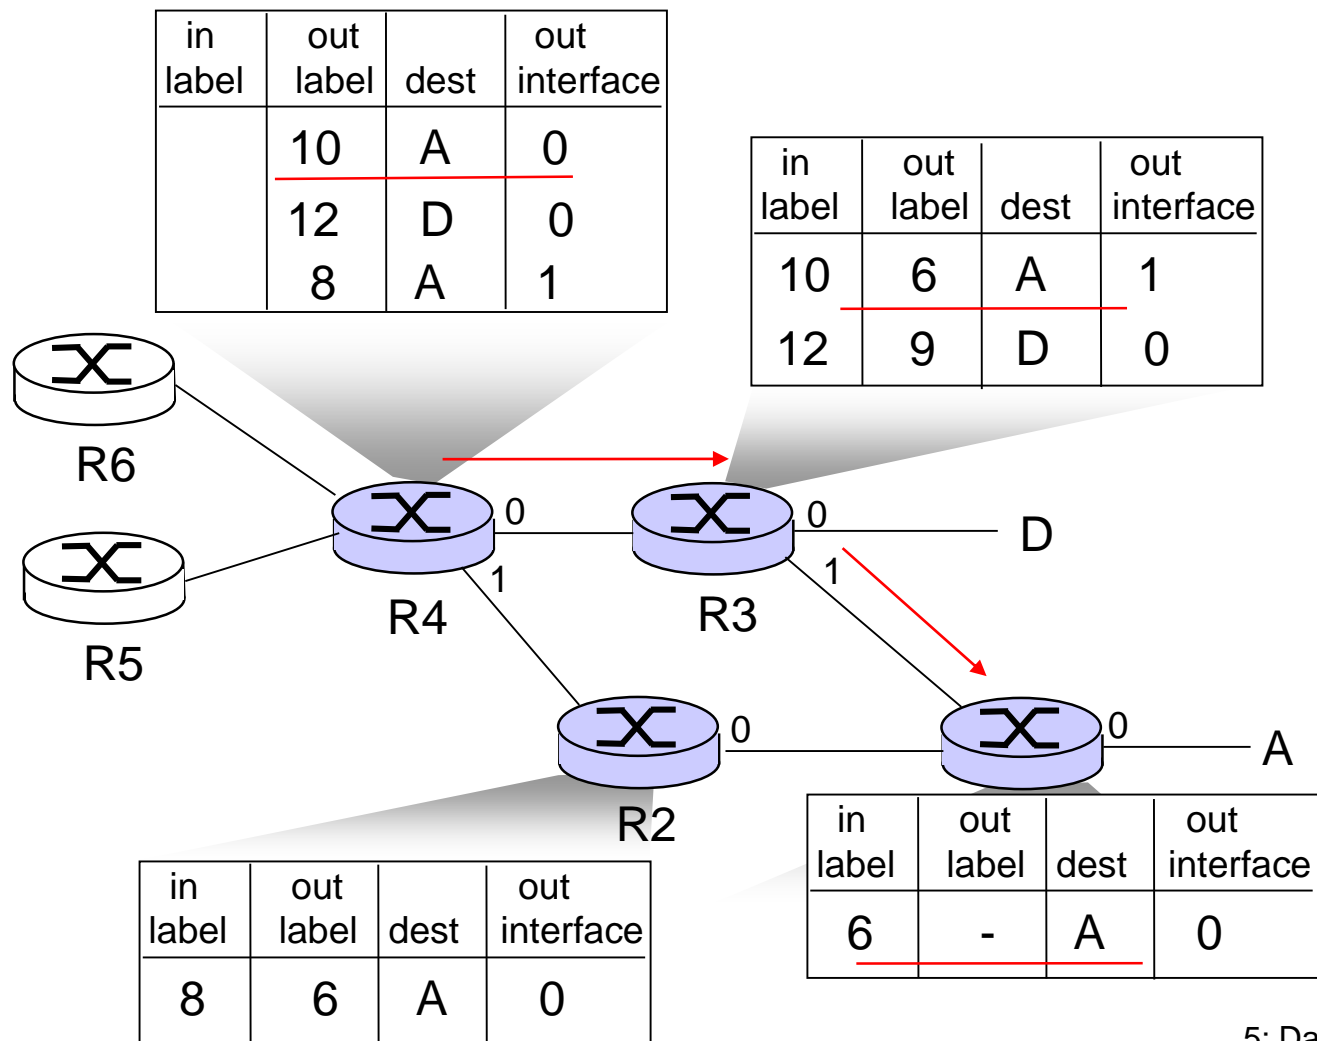 in out out
label label dest interface
10 A 0
12 D 0
8 A 1
in out out
label label dest interface
10 6 A 1
12 9 D 0
R6
0
0
D
1
1
R4
R3
R5
0
0
A
R2
in out out
label label dest interface
6 - A 0
in out out
label label dest interface
8 6 A 0
5: Da